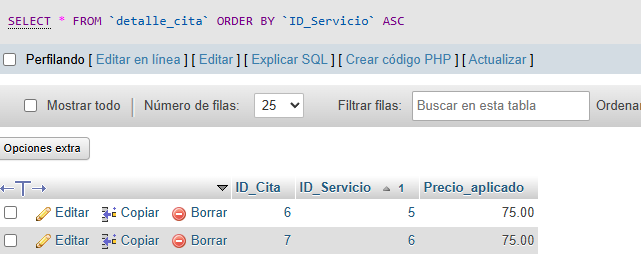 SELECT * FROM `detalle_cita` ORDER BY `ID_Servicio` ASC
Perfilando [ Editar en línea ] [ Editar ] [ Explicar SQL ] [ Crear código PHP ] [ Actualizar ]
Mostrar todo | Número de filas: 25 Filtrar filas: Buscar en esta tabla Ordena
Opciones extra
←T→ ID_Cita ID_Servicio 1 Precio_aplicado
Editar Copiar Borrar 6 5 75.00
Editar Copiar Borrar 7 6 75.00